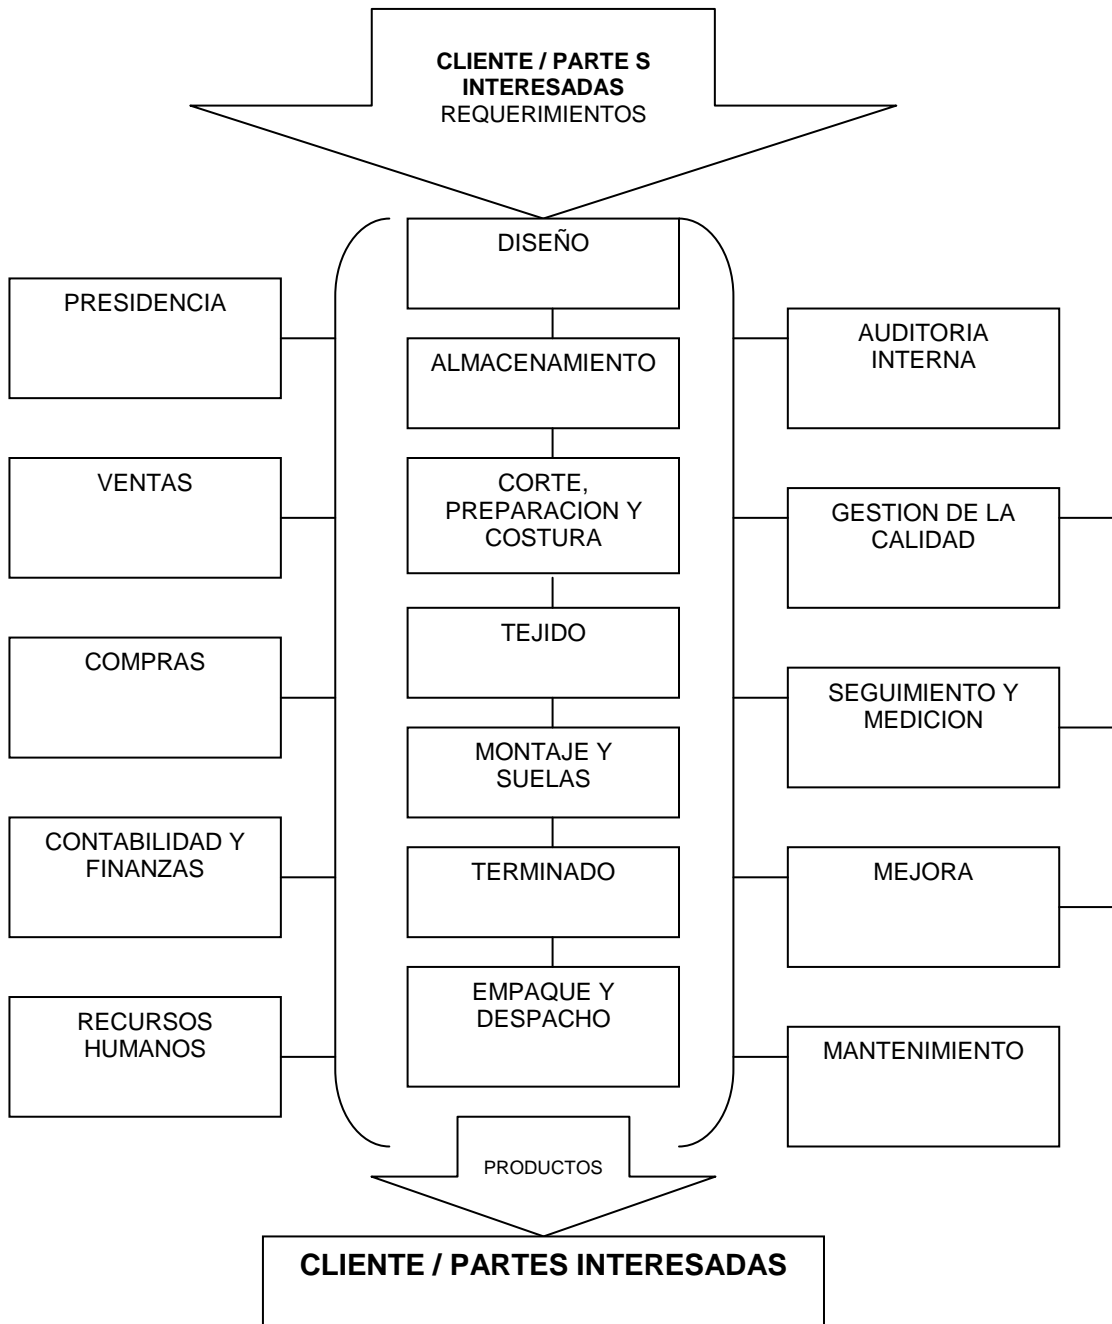 CLIENTE / PARTE S
INTERESADAS
REQUERIMIENTOS
DISEÑO
ALMACENAMIENTO
CORTE,
PREPARACION Y
COSTURA
TEJIDO
MONTAJE Y
SUELAS
TERMINADO
EMPAQUE Y
DESPACHO
PRESIDENCIA
VENTAS
COMPRAS
CONTABILIDAD Y
FINANZAS
RECURSOS
HUMANOS
AUDITORIA
INTERNA
GESTION DE LA
CALIDAD
SEGUIMIENTO Y
MEDICION
MEJORA
MANTENIMIENTO
PRODUCTOS
CLIENTE / PARTES INTERESADAS